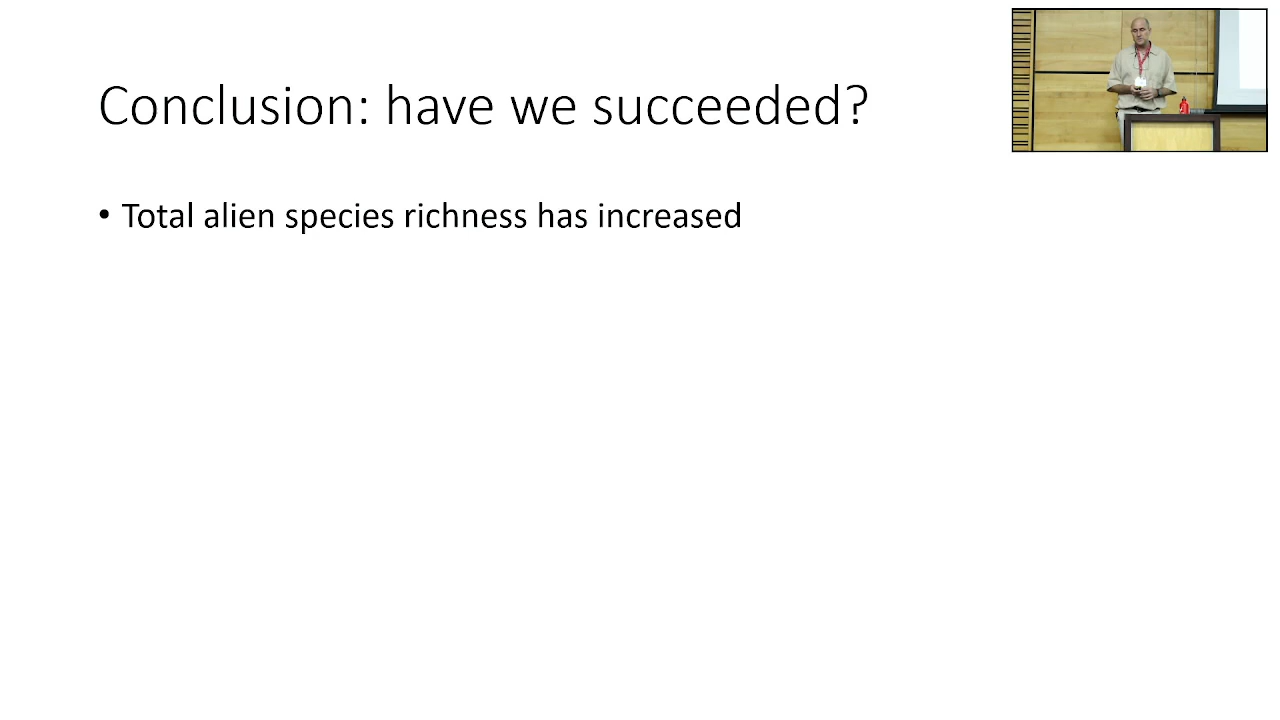 Conclusion: have we succeeded?
• Total alien species richness has increased